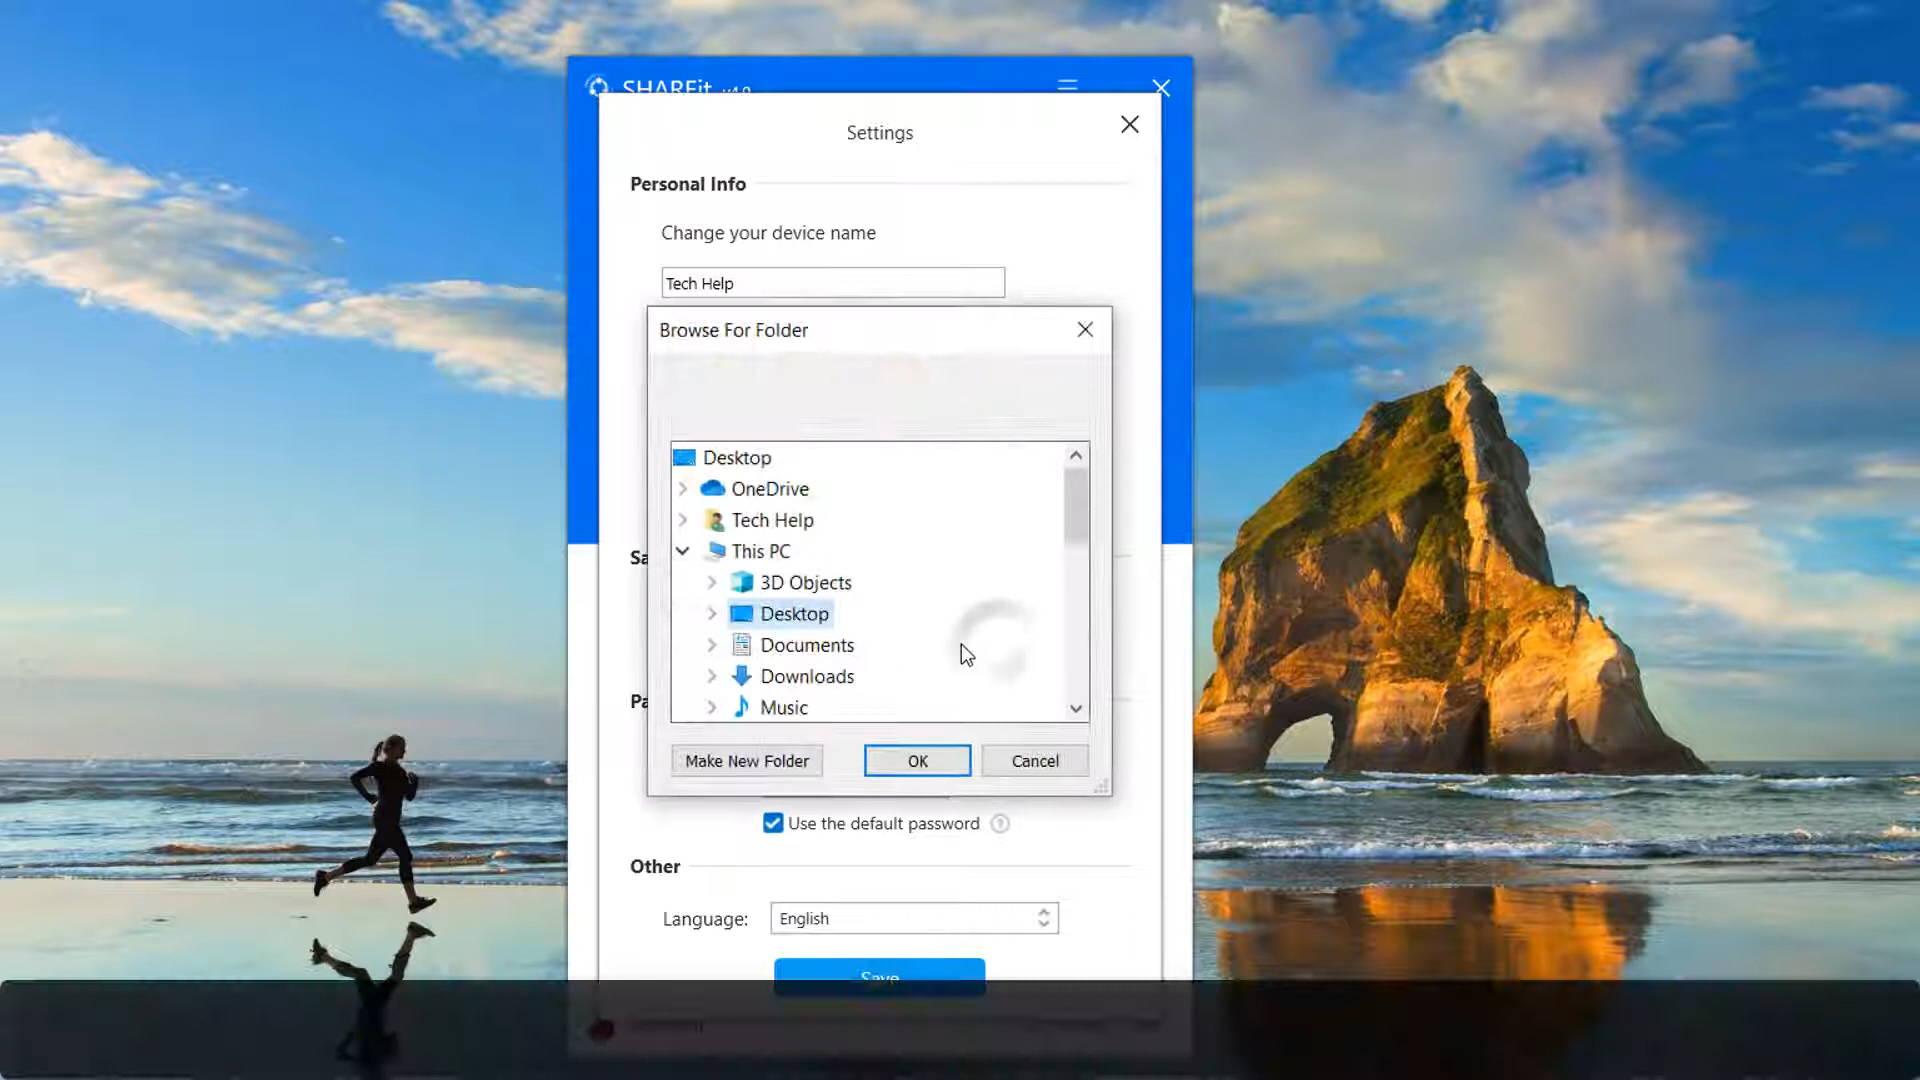 SHAREit v4.0
Settings
Personal Info
Change your device name
Tech Help
Browse For Folder
Desktop
OneDrive
Tech Help
This PC
Sa
3D Objects
Desktop
Documents
Downloads
Pa
Music
Make New Folder
OK
Cancel
Use the default password
Other
Language:
English
Save